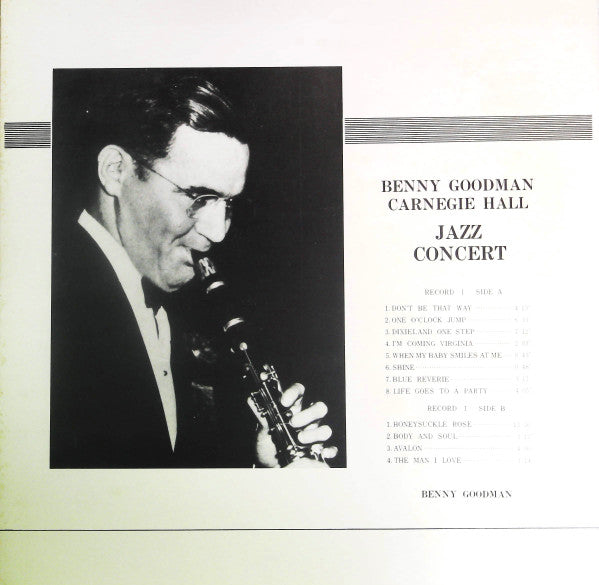 BENNY GOODMAN
CARNEGIE HALL
JAZZ
CONCERT
RECORD 1 SIDE A
1. DON'T BE THAT WAY
2. ONE O'CLOCK JUMP
3. DIXIELAND ONE STEP
4. I'M COMING VIRGINIA
5. WHEN MY BABY SMILES AT ME
6. SHINE
7. BLUE REVERIE
8. LIFE GOES TO A PARTY
RECORD 1 SIDE B
1. HONEYSUCKLE ROSE
2. BODY AND SOUL
3. AVALON
4. THE MAN I LOVE
BENNY GOODMAN